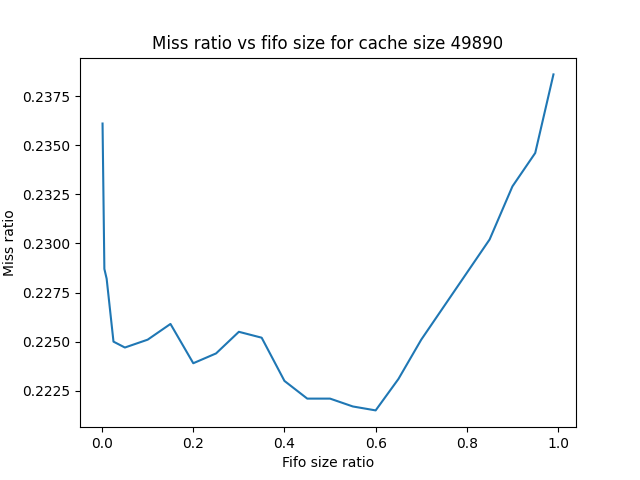 Miss ratio vs fifo size for cache size 49890
0.2375
0.2350
0.2325
0.2300
0.2275
0.2250
0.2225
Miss ratio
0.0 0.2 0.4 0.6 0.8 1.0
Fifo size ratio